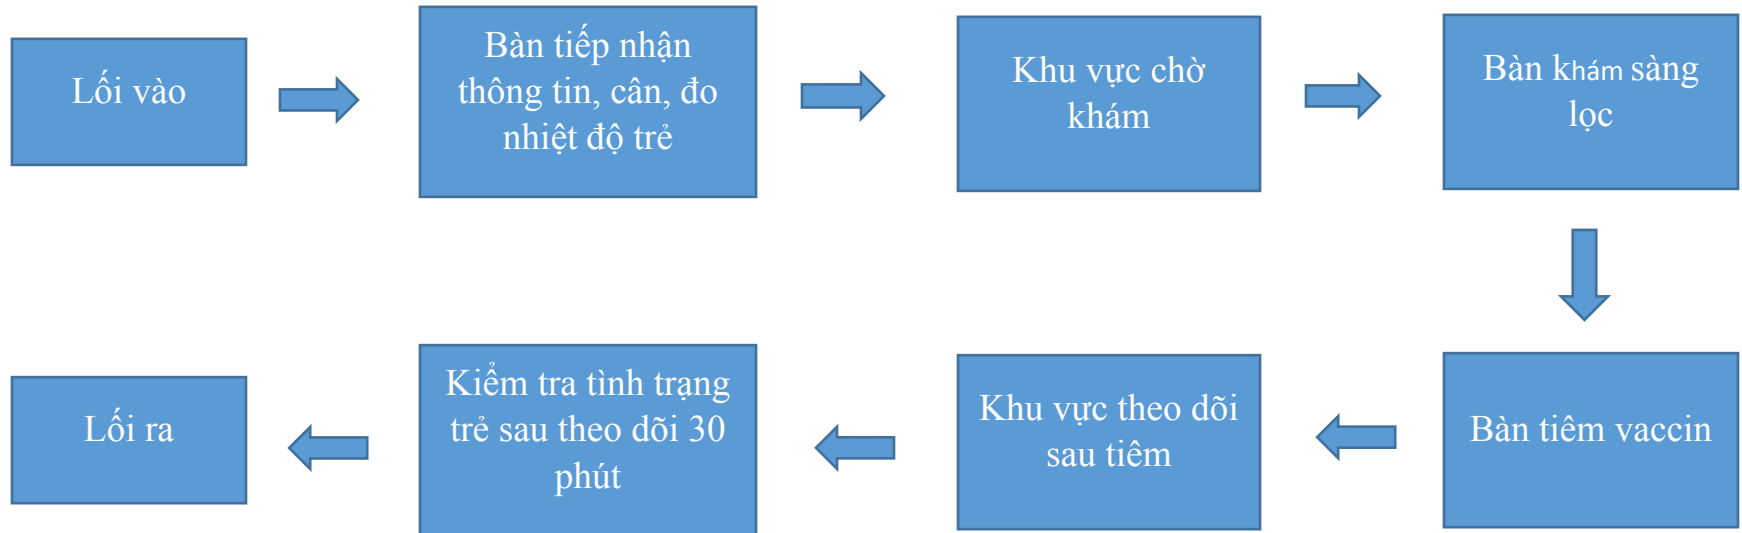 Lối vào
Bàn tiếp nhận
thông tin, cân, đo
nhiệt độ trẻ
Khu vực chờ
khám
Bàn khám sàng
lọc
Bàn tiêm vaccin
Khu vực theo dõi
sau tiêm
Kiểm tra tình trạng
trẻ sau theo dõi 30
phút
Lối ra